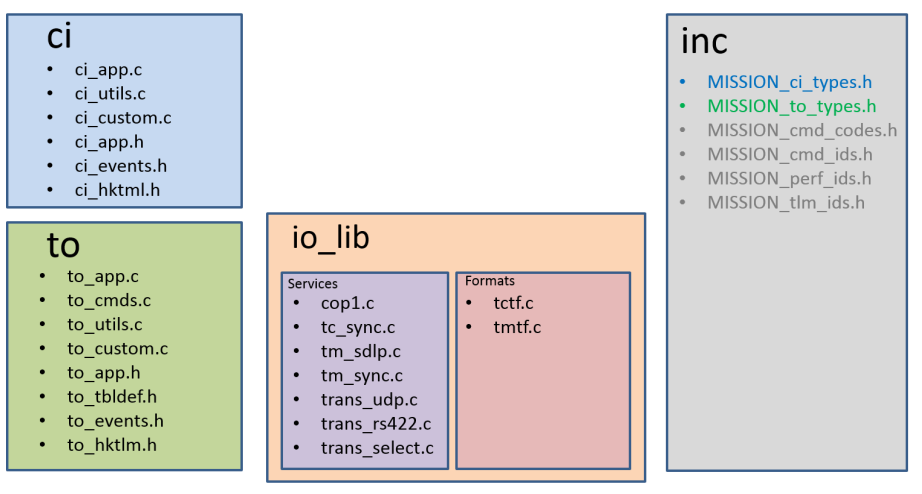 ci
• ci_app.c
• ci_utils.c
• ci_custom.c
• ci_app.h
• ci_events.h
• ci_hktml.h
to
• to_app.c
• to_cmds.c
• to_utils.c
• to_custom.c
• to_app.h
• to_tbldef.h
• to_events.h
• to_hktlm.h
io_lib
Services
• cop1.c
• tc_sync.c
• tm_sdlp.c
• tm_sync.c
• trans_udp.c
• trans_rs422.c
• trans_select.c
Formats
• tctf.c
• tmtf.c
inc
• MISSION_ci_types.h
• MISSION_to_types.h
• MISSION_cmd_codes.h
• MISSION_cmd_ids.h
• MISSION_perf_ids.h
• MISSION_tlm_ids.h